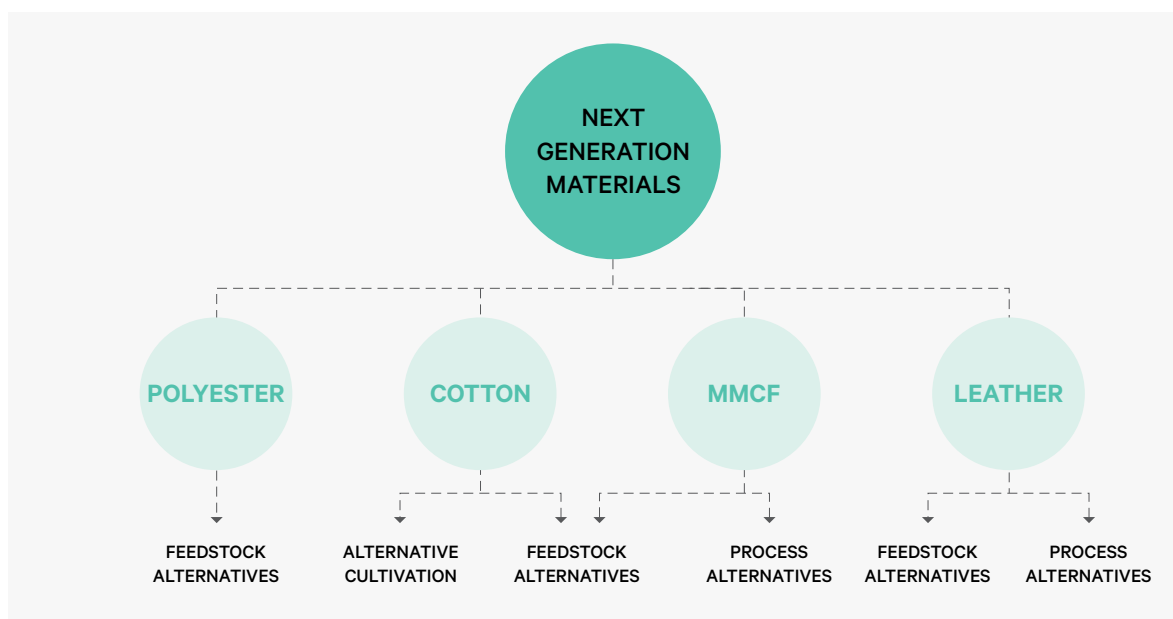 NEXT
GENERATION
MATERIALS
POLYESTER
COTTON
MMCF
LEATHER
FEEDSTOCK
ALTERNATIVES
ALTERNATIVE
CULTIVATION
FEEDSTOCK
ALTERNATIVES
PROCESS
ALTERNATIVES
FEEDSTOCK
ALTERNATIVES
PROCESS
ALTERNATIVES